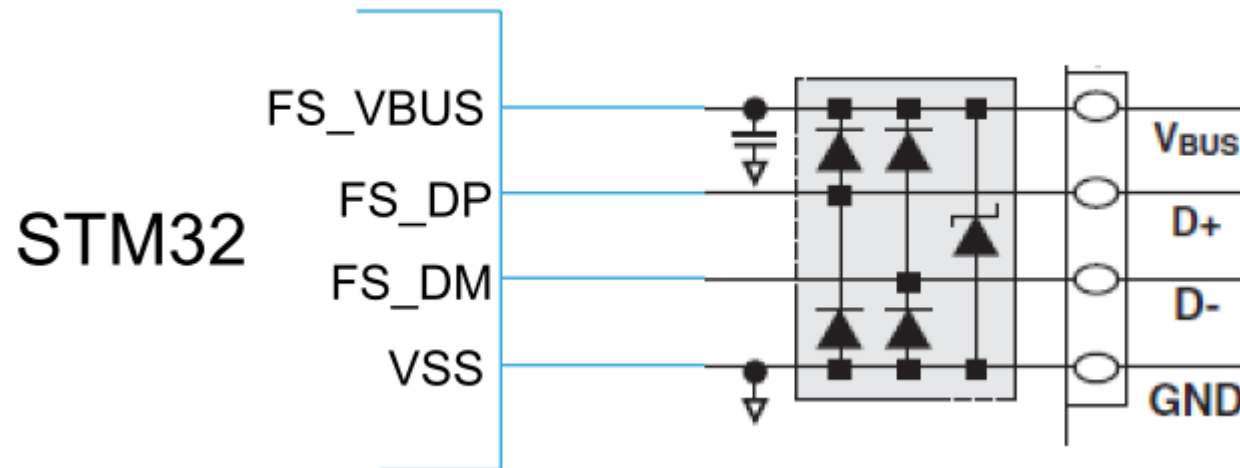 FS_VBUS
VBUS
FS_DP
D+
STM32
FS_DM
D-
VSS
GND